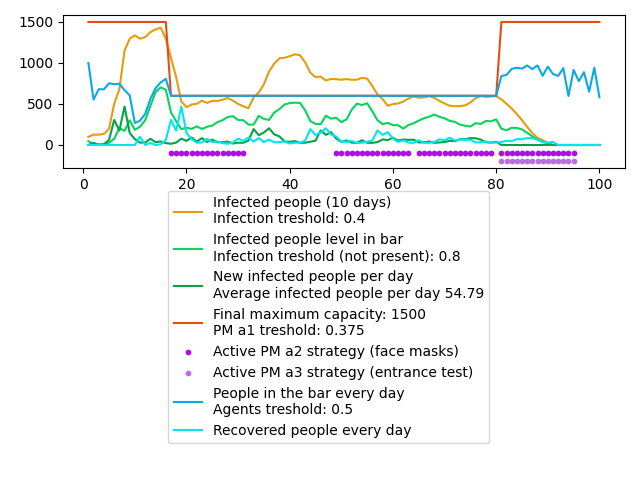 1500
1000
500
0
0
20
40
60
80
100
Infected people (10 days)
Infection treshold: 0.4
Infected people level in bar
Infection treshold (not present): 0.8
New infected people per day
Average infected people per day 54.79
Final maximum capacity: 1500
PM a1 treshold: 0.375
Active PM a2 strategy (face masks)
Active PM a3 strategy (entrance test)
People in the bar every day
Agents treshold: 0.5
Recovered people every day